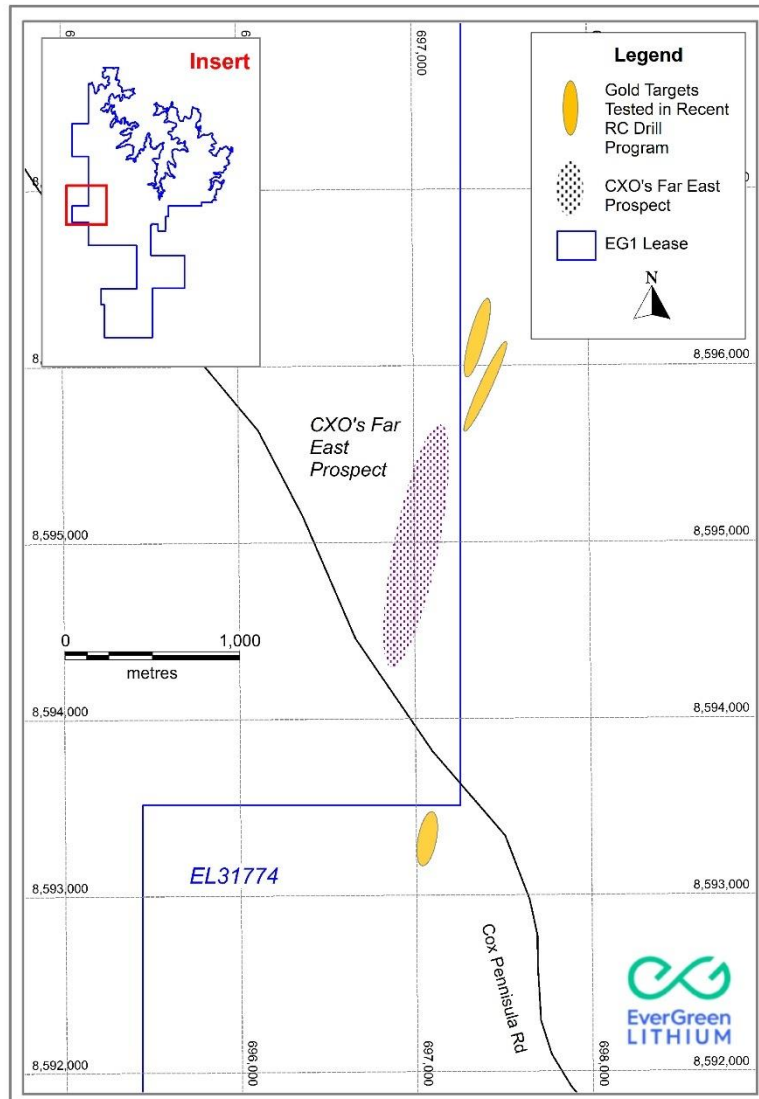 Insert
697,000
Legend
Gold Targets
Tested in Recent
RC Drill
Program
CXO's Far East
Prospect
EG1 Lease
N
8,596,000
CXO's Far
East
Prospect
8,595,000
8,595,000
0
1,000
metres
8,594,000
8,594,000
EL31774
8,593,000
8,593,000
Cox Pennisula Rd
EverGreen
LITHIUM
8,592,000
8,592,000
696,000
697,000
698,000